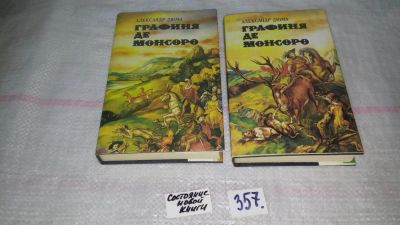 АЛЕКСАНДР ДЮМА
ГРАФИНЯ
ДЕ
МОНСОРО
АЛЕКСАНДР ДЮМА
ГРАФИНЯ
ДЕ
МОНСОРО
Состояние
новой
книги
357.